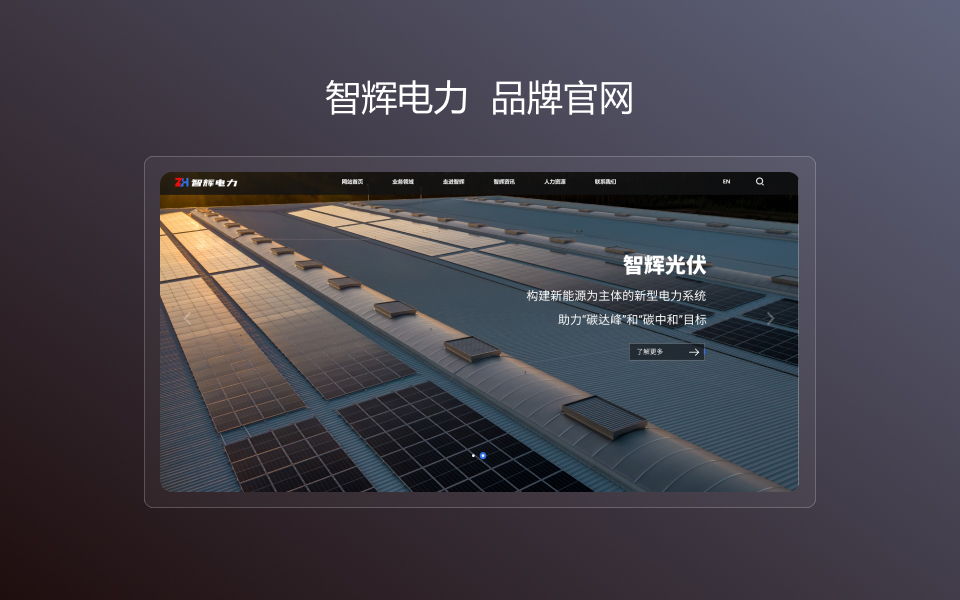 智辉电力 品牌官网
ZH 智辉电力 网站首页 业务领域 走进智辉 智辉资讯 人力资源 联系我们 EN
智辉光伏
构建新能源为主体的新型电力系统
助力“碳达峰”和“碳中和”目标
了解更多